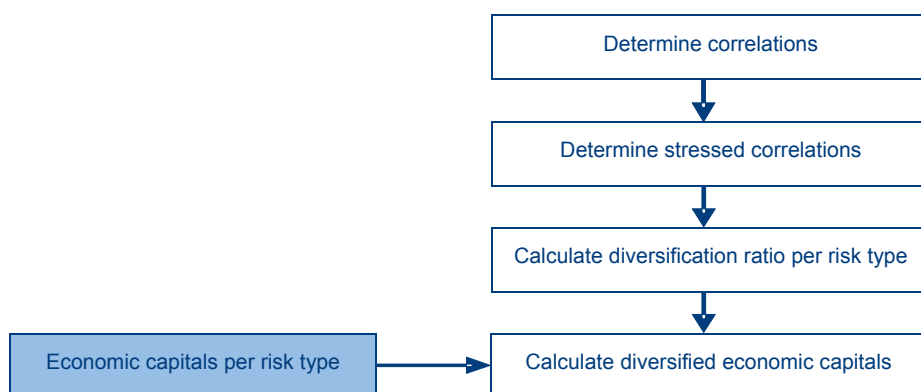 Determine correlations
Determine stressed correlations
Calculate diversification ratio per risk type
Economic capitals per risk type
Calculate diversified economic capitals